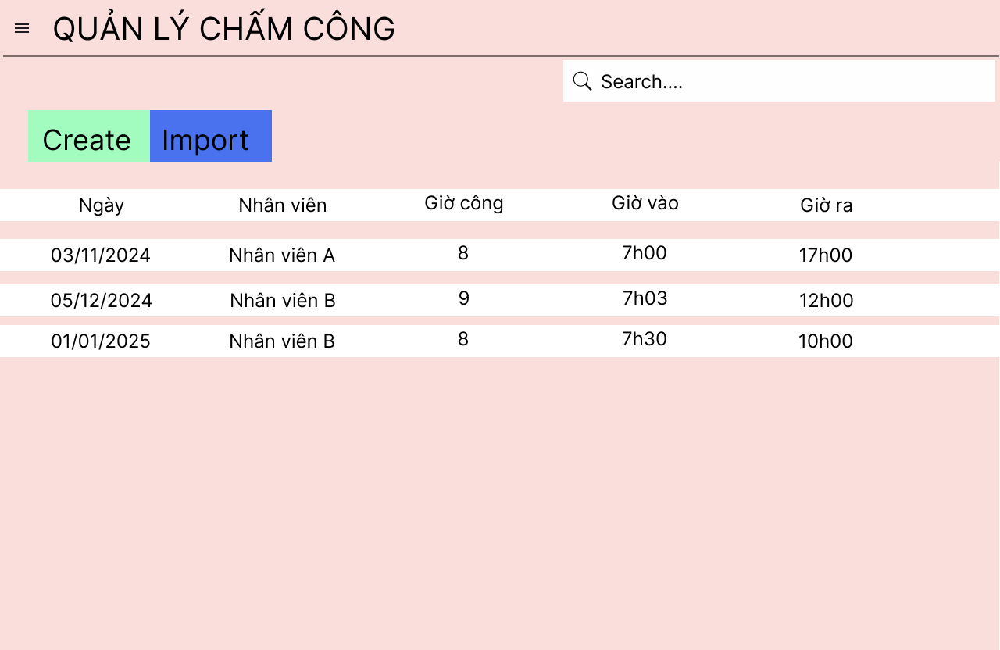 QUẢN LÝ CHẤM CÔNG
Search....
Create Import
Ngày Nhân viên Giờ công Giờ vào Giờ ra
03/11/2024 Nhân viên A 8 7h00 17h00
05/12/2024 Nhân viên B 9 7h03 12h00
01/01/2025 Nhân viên B 8 7h30 10h00